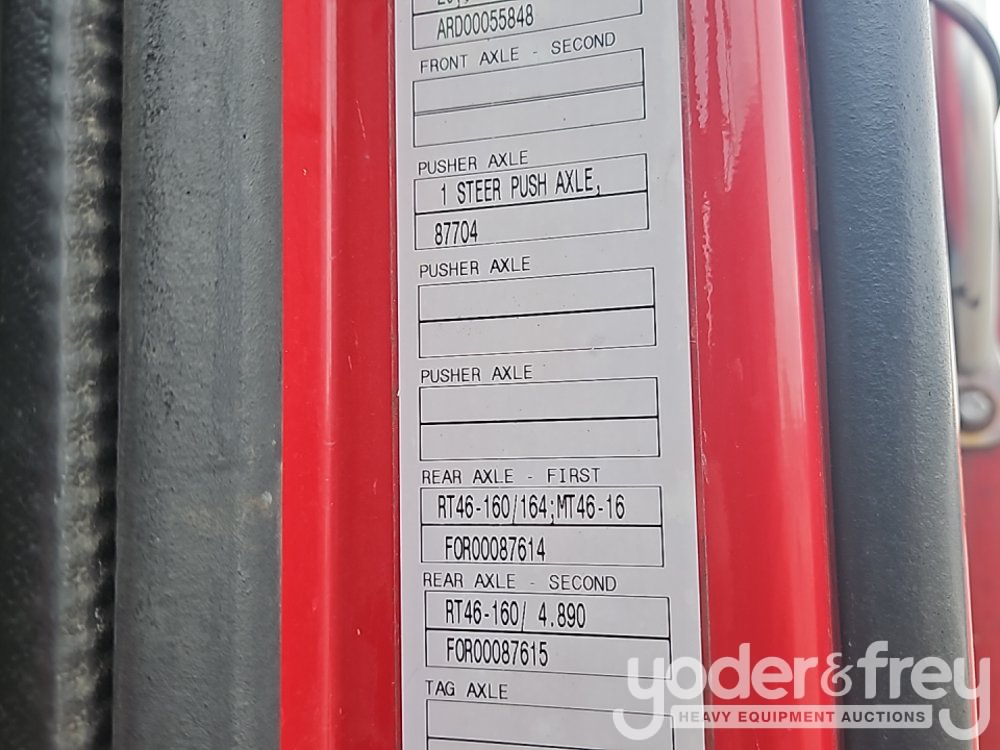 ARD00055848
FRONT AXLE - SECOND
PUSHER AXLE
1 STEER PUSH AXLE,
87704
PUSHER AXLE
PUSHER AXLE
REAR AXLE - FIRST
RT46-160/164;MT46-16
FOR00087614
REAR AXLE - SECOND
RT46-160/ 4.890
FOR00087615
TAG AXLE
yoder&frey
HEAVY EQUIPMENT AUCTIONS